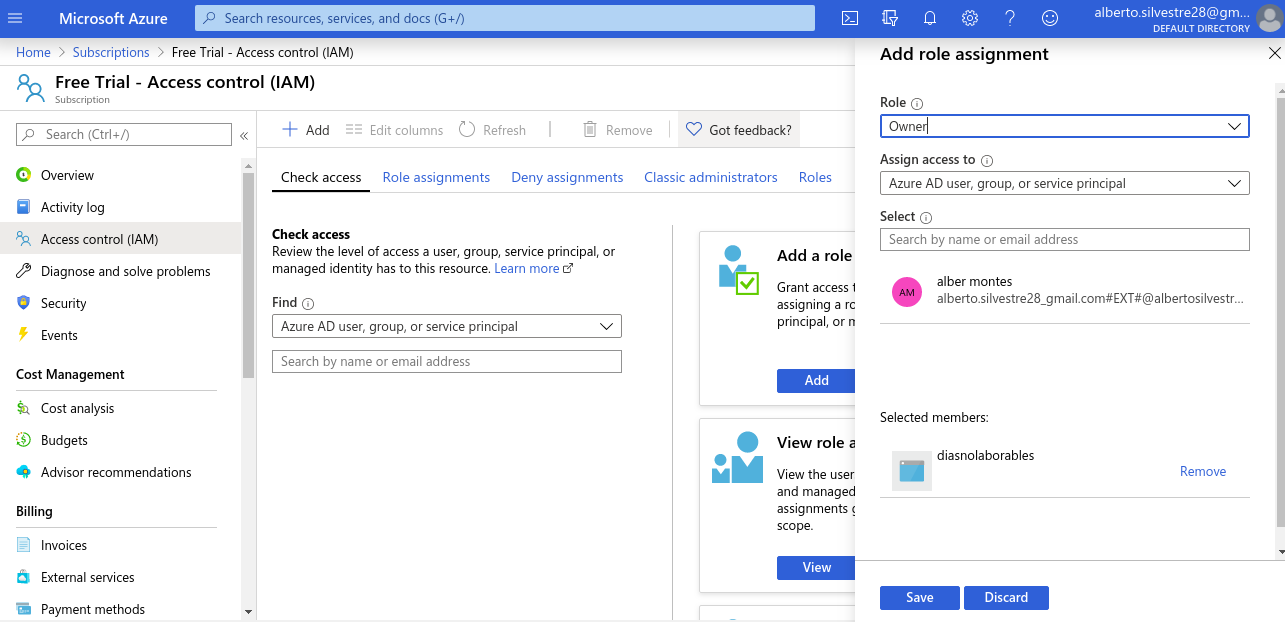 Microsoft Azure
Search resources, services, and docs (G+/)
alberto.silvestre28@gm...
DEFAULT DIRECTORY
Home > Subscriptions > Free Trial - Access control (IAM)
Free Trial - Access control (IAM)
Subscription
Search (Ctrl+/)
«
Overview
Activity log
Access control (IAM)
Diagnose and solve problems
Security
Events
Cost Management
Cost analysis
Budgets
Advisor recommendations
Billing
Invoices
External services
Payment methods
Add
Edit columns
Refresh
Remove
Got feedback?
Check access
Role assignments
Deny assignments
Classic administrators
Roles
Check access
Review the level of access a user, group, service principal, or
managed identity has to this resource. Learn more
Find
Azure AD user, group, or service principal
Search by name or email address
Add a role
Grant access t
assigning a ro
principal, or m
Add
View role a
View the user
and managed
assignments g
scope.
View
Add role assignment
Role
Owner
Assign access to
Azure AD user, group, or service principal
Select
Search by name or email address
AM
alber montes
alberto.silvestre28_gmail.com#EXT#@albertosilvestr...
Selected members:
diasnolaborables
Remove
Save
Discard